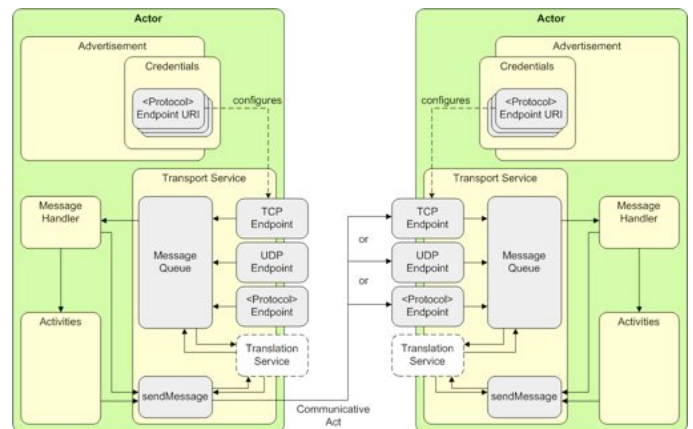 Actor
Advertisement
Credentials
<Protocol>
Endpoint URI
configures
Transport Service
Message
Handler
Message
Queue
TCP
Endpoint
UDP
Endpoint
<Protocol>
Endpoint
Activities
Translation
Service
sendMessage
or
or
Communicative
Act
Actor
Advertisement
Credentials
<Protocol>
Endpoint URI
configures
Transport Service
TCP
Endpoint
UDP
Endpoint
<Protocol>
Endpoint
Message
Queue
Message
Handler
Activities
Translation
Service
sendMessage